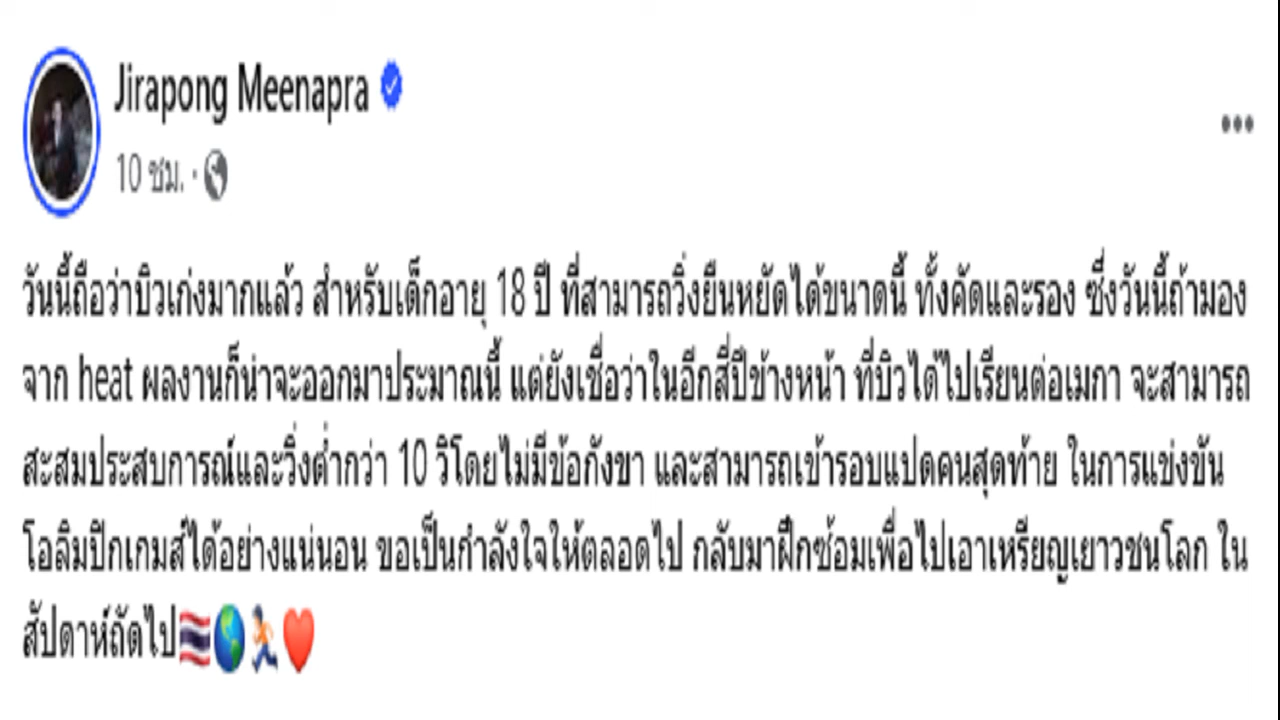 Jirapong Meenapra
10 ชม. ·
วันนี้ถือว่าบิวเก่งมากแล้ว สำหรับเด็กอายุ 18 ปี ที่สามารถวิ่งยืนหยัดได้ขนาดนี้ ทั้งคัดและรอง ซึ่งวันนี้ถ้ามอง
จาก heat ผลงานก็น่าจะออกมาประมาณนี้ แต่ยังเชื่อว่าในอีกสี่ปีข้างหน้า ที่บิวได้ไปเรียนต่อเมกา จะสามารถ
สะสมประสบการณ์และวิ่งต่ำกว่า 10 วิโดยไม่มีข้อกังขา และสามารถเข้ารอบแปดคนสุดท้าย ในการแข่งขัน
โอลิมปิกเกมส์ได้อย่างแน่นอน ขอเป็นกำลังใจให้ตลอดไป กลับมาฝึกซ้อมเพื่อไปเอาเหรียญเยาวชนโลก ใน
สัปดาห์ถัดไป🇹🇭🌎🏃🏻❤️